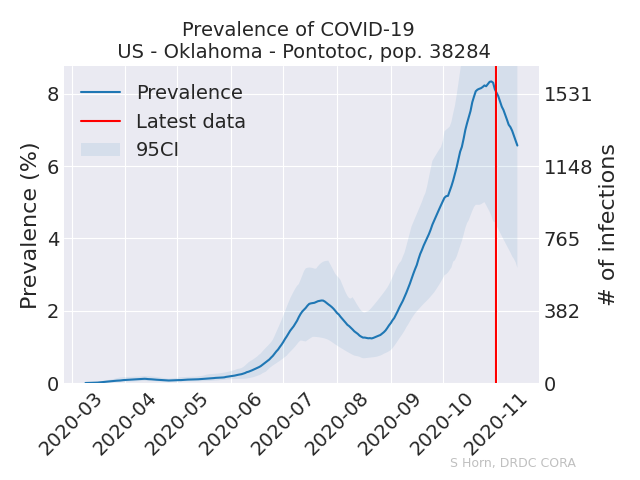 Prevalence of COVID-19
US - Oklahoma - Pontotoc, pop. 38284
Prevalence
Latest data
95CI
Prevalence (%)
8
6
4
2
0
# of infections
1531
1148
765
382
0
2020-03
2020-04
2020-05
2020-06
2020-07
2020-08
2020-09
2020-10
2020-11
S Horn, DRDC CORA